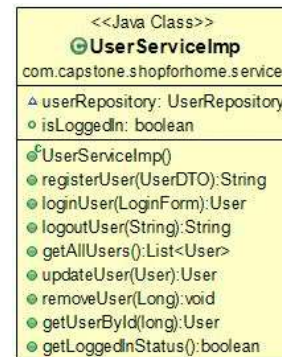 <<Java Class>>
UserServiceImp
com.capstone.shopforhome.service
userRepository: UserRepository
isLoggedIn: boolean
UserServiceImp()
registerUser(UserDTO):String
loginUser(LoginForm):User
logoutUser(String):String
getAllUsers():List<User>
updateUser(User):User
removeUser(Long):void
getUserById(long):User
getLoggedInStatus():boolean